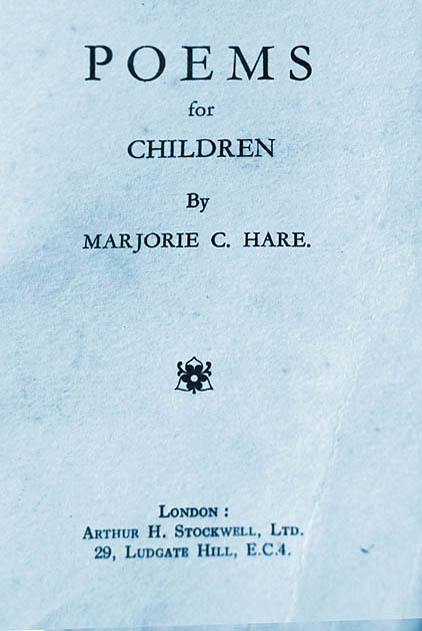 POEMS
for
CHILDREN
By
MARJORIE C. HARE.
LONDON :
ARTHUR H. STOCKWELL, LTD.
29, LUDGATE HILL, E.C.4.